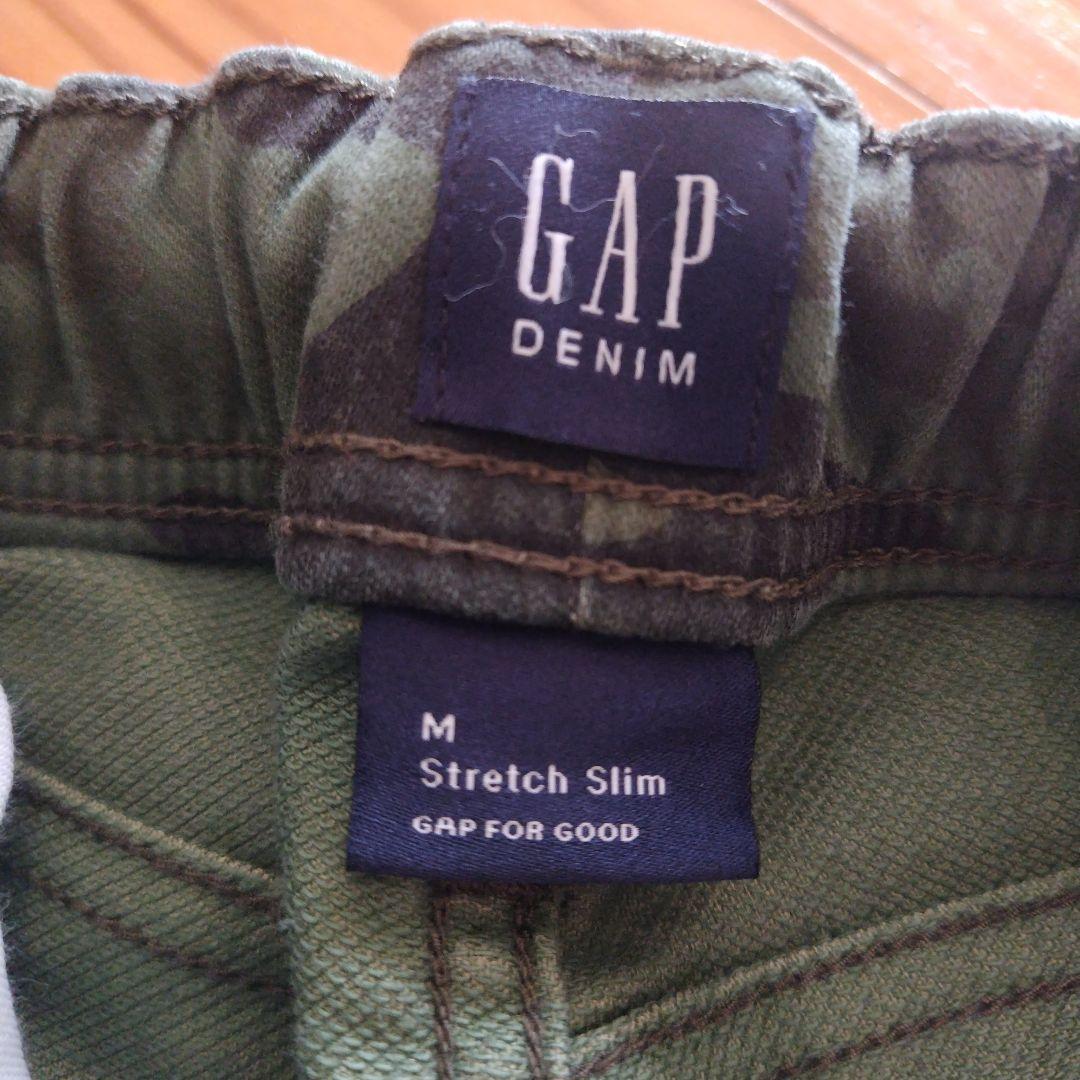 GAP
DENIM
M
Stretch Slim
GAP FOR GOOD